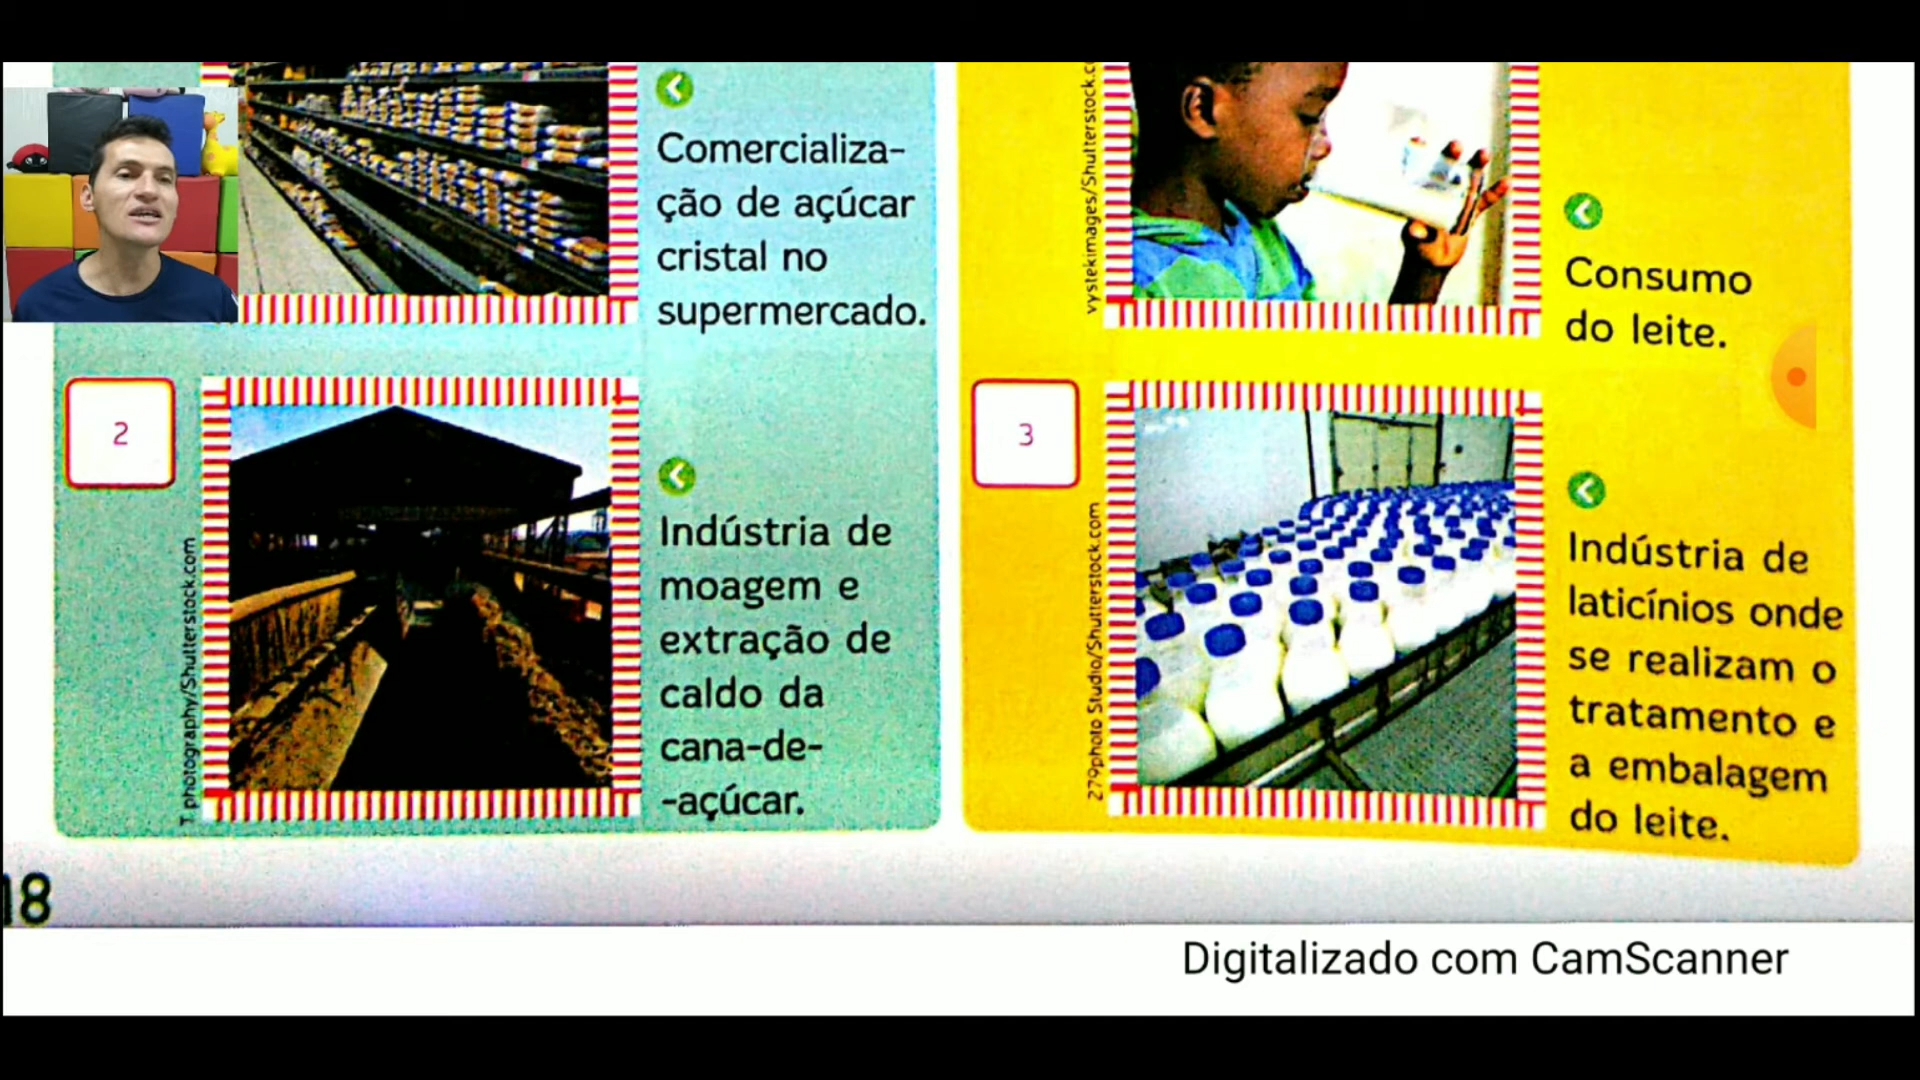 Comercializa-
ção de açúcar
cristal no
supermercado.
2
T photography/Shutterstock.com
Indústria de
moagem e
extração de
caldo da
cana-de-
-açúcar.
vystekimages/Shutterstock.co
Consumo
do leite.
3
279photo Studio/Shutterstock.com
Indústria de
laticínios onde
se realizam o
tratamento e
a embalagem
do leite.
18
Digitalizado com CamScanner